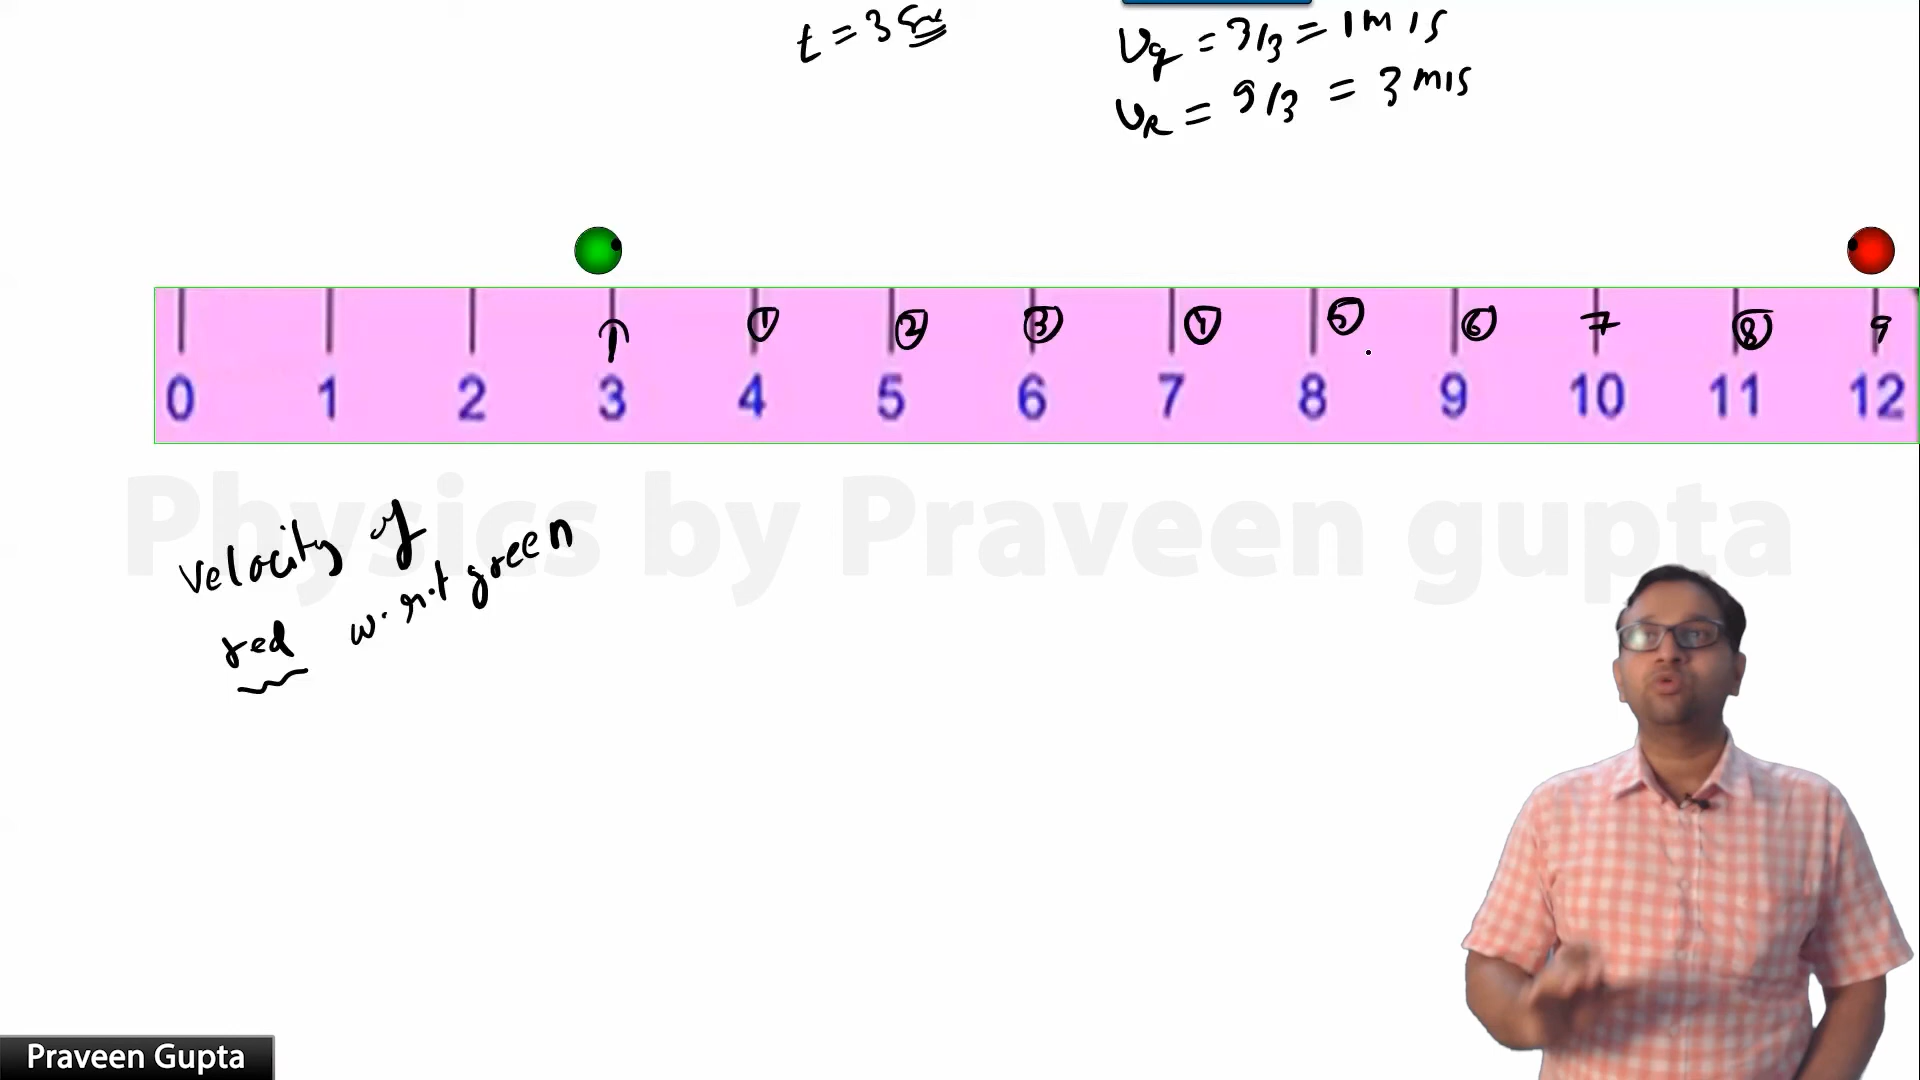 t = 3 sec
Vg = 3/3 = 1 m/s
VR = 9/3 = 3 m/s
1 2 3 4 5 6 7 8 9
0 1 2 3 4 5 6 7 8 9 10 11 12
Physics by Praveen gupta
velocity of
red w.r.t green
Praveen Gupta